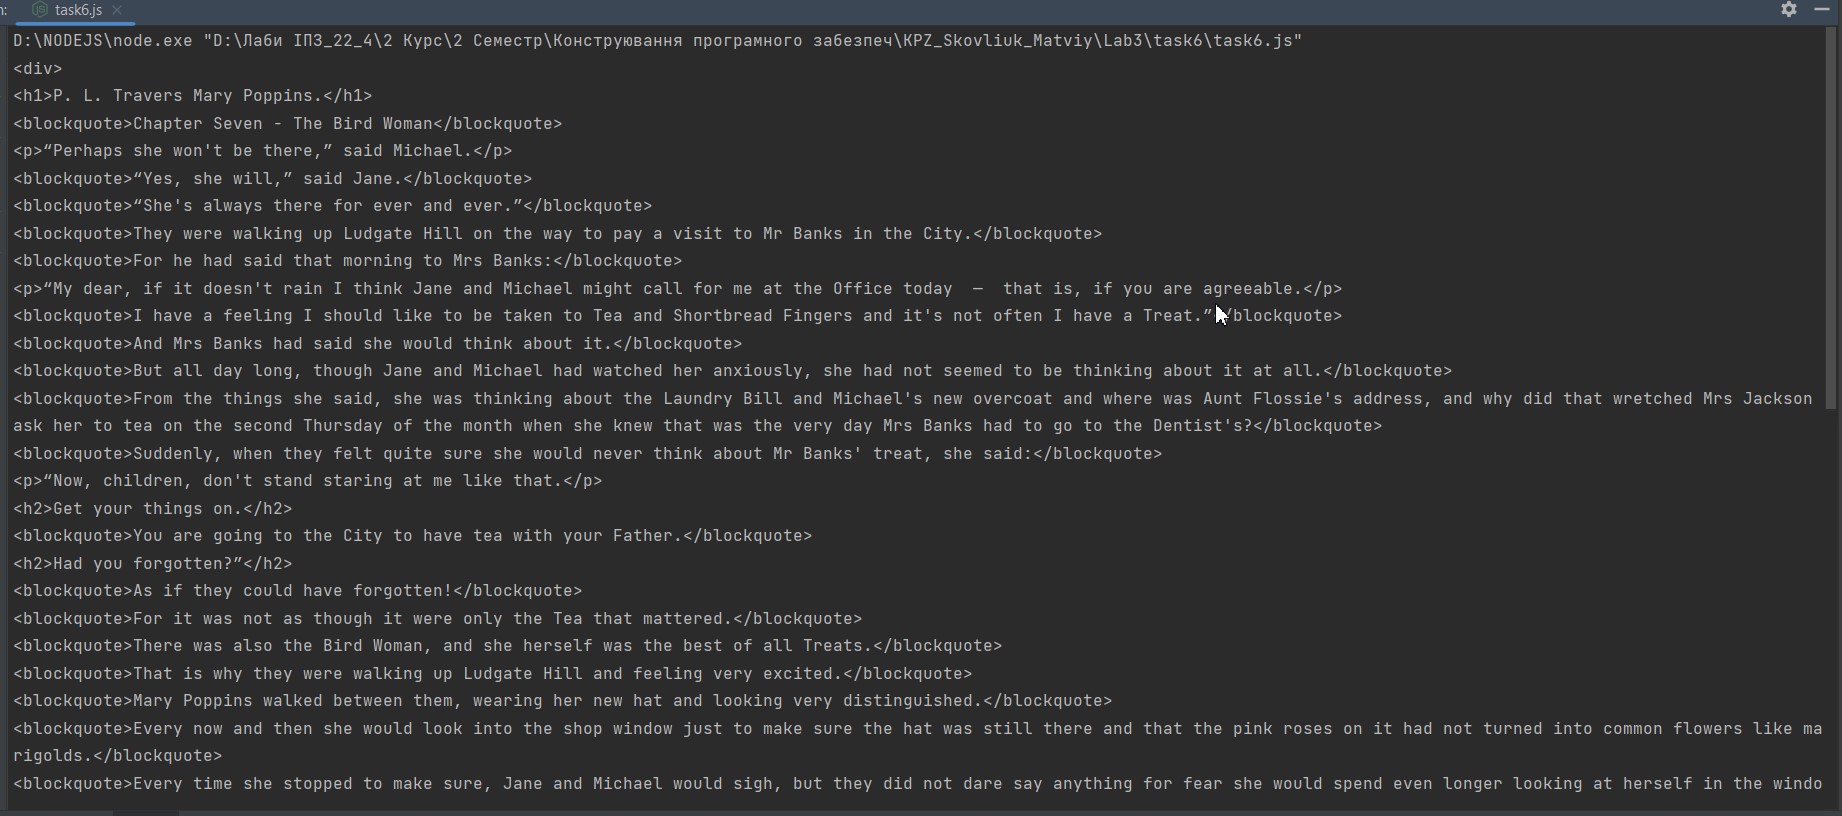 n:
task6.js
D:\NODEJS\node.exe "D:\Лаби ІПЗ_22_4\2 Курс\2 Семестр\Конструювання програмного забезпеч\KPZ_Skovliuk_Matviy\Lab3\task6\task6.js"
<div>
<h1>P. L. Travers Mary Poppins.</h1>
<blockquote>Chapter Seven - The Bird Woman</blockquote>
<p>“Perhaps she won't be there,” said Michael.</p>
<blockquote>“Yes, she will,” said Jane.</blockquote>
<blockquote>“She's always there for ever and ever.”</blockquote>
<blockquote>They were walking up Ludgate Hill on the way to pay a visit to Mr Banks in the City.</blockquote>
<blockquote>For he had said that morning to Mrs Banks:</blockquote>
<p>“My dear, if it doesn't rain I think Jane and Michael might call for me at the Office today  —  that is, if you are agreeable.</p>
<blockquote>I have a feeling I should like to be taken to Tea and Shortbread Fingers and it's not often I have a Treat.”</blockquote>
<blockquote>And Mrs Banks had said she would think about it.</blockquote>
<blockquote>But all day long, though Jane and Michael had watched her anxiously, she had not seemed to be thinking about it at all.</blockquote>
<blockquote>From the things she said, she was thinking about the Laundry Bill and Michael's new overcoat and where was Aunt Flossie's address, and why did that wretched Mrs Jackson
ask her to tea on the second Thursday of the month when she knew that was the very day Mrs Banks had to go to the Dentist's?</blockquote>
<blockquote>Suddenly, when they felt quite sure she would never think about Mr Banks' treat, she said:</blockquote>
<p>“Now, children, don't stand staring at me like that.</p>
<h2>Get your things on.</h2>
<blockquote>You are going to the City to have tea with your Father.</blockquote>
<h2>Had you forgotten?”</h2>
<blockquote>As if they could have forgotten!</blockquote>
<blockquote>For it was not as though it were only the Tea that mattered.</blockquote>
<blockquote>There was also the Bird Woman, and she herself was the best of all Treats.</blockquote>
<blockquote>That is why they were walking up Ludgate Hill and feeling very excited.</blockquote>
<blockquote>Mary Poppins walked between them, wearing her new hat and looking very distinguished.</blockquote>
<blockquote>Every now and then she would look into the shop window just to make sure the hat was still there and that the pink roses on it had not turned into common flowers like ma
rigolds.</blockquote>
<blockquote>Every time she stopped to make sure, Jane and Michael would sigh, but they did not dare say anything for fear she would spend even longer looking at herself in the windo